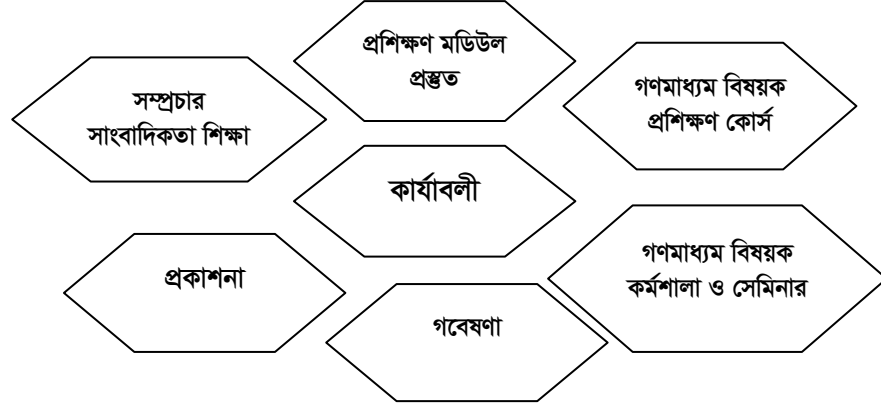 প্রশিক্ষণ মডিউল
প্রস্তুত
সম্প্রচার
সাংবাদিকতা শিক্ষা
গণমাধ্যম বিষয়ক
প্রশিক্ষণ কোর্স
কার্যাবলী
প্রকাশনা
গণমাধ্যম বিষয়ক
কর্মশালা ও সেমিনার
গবেষণা